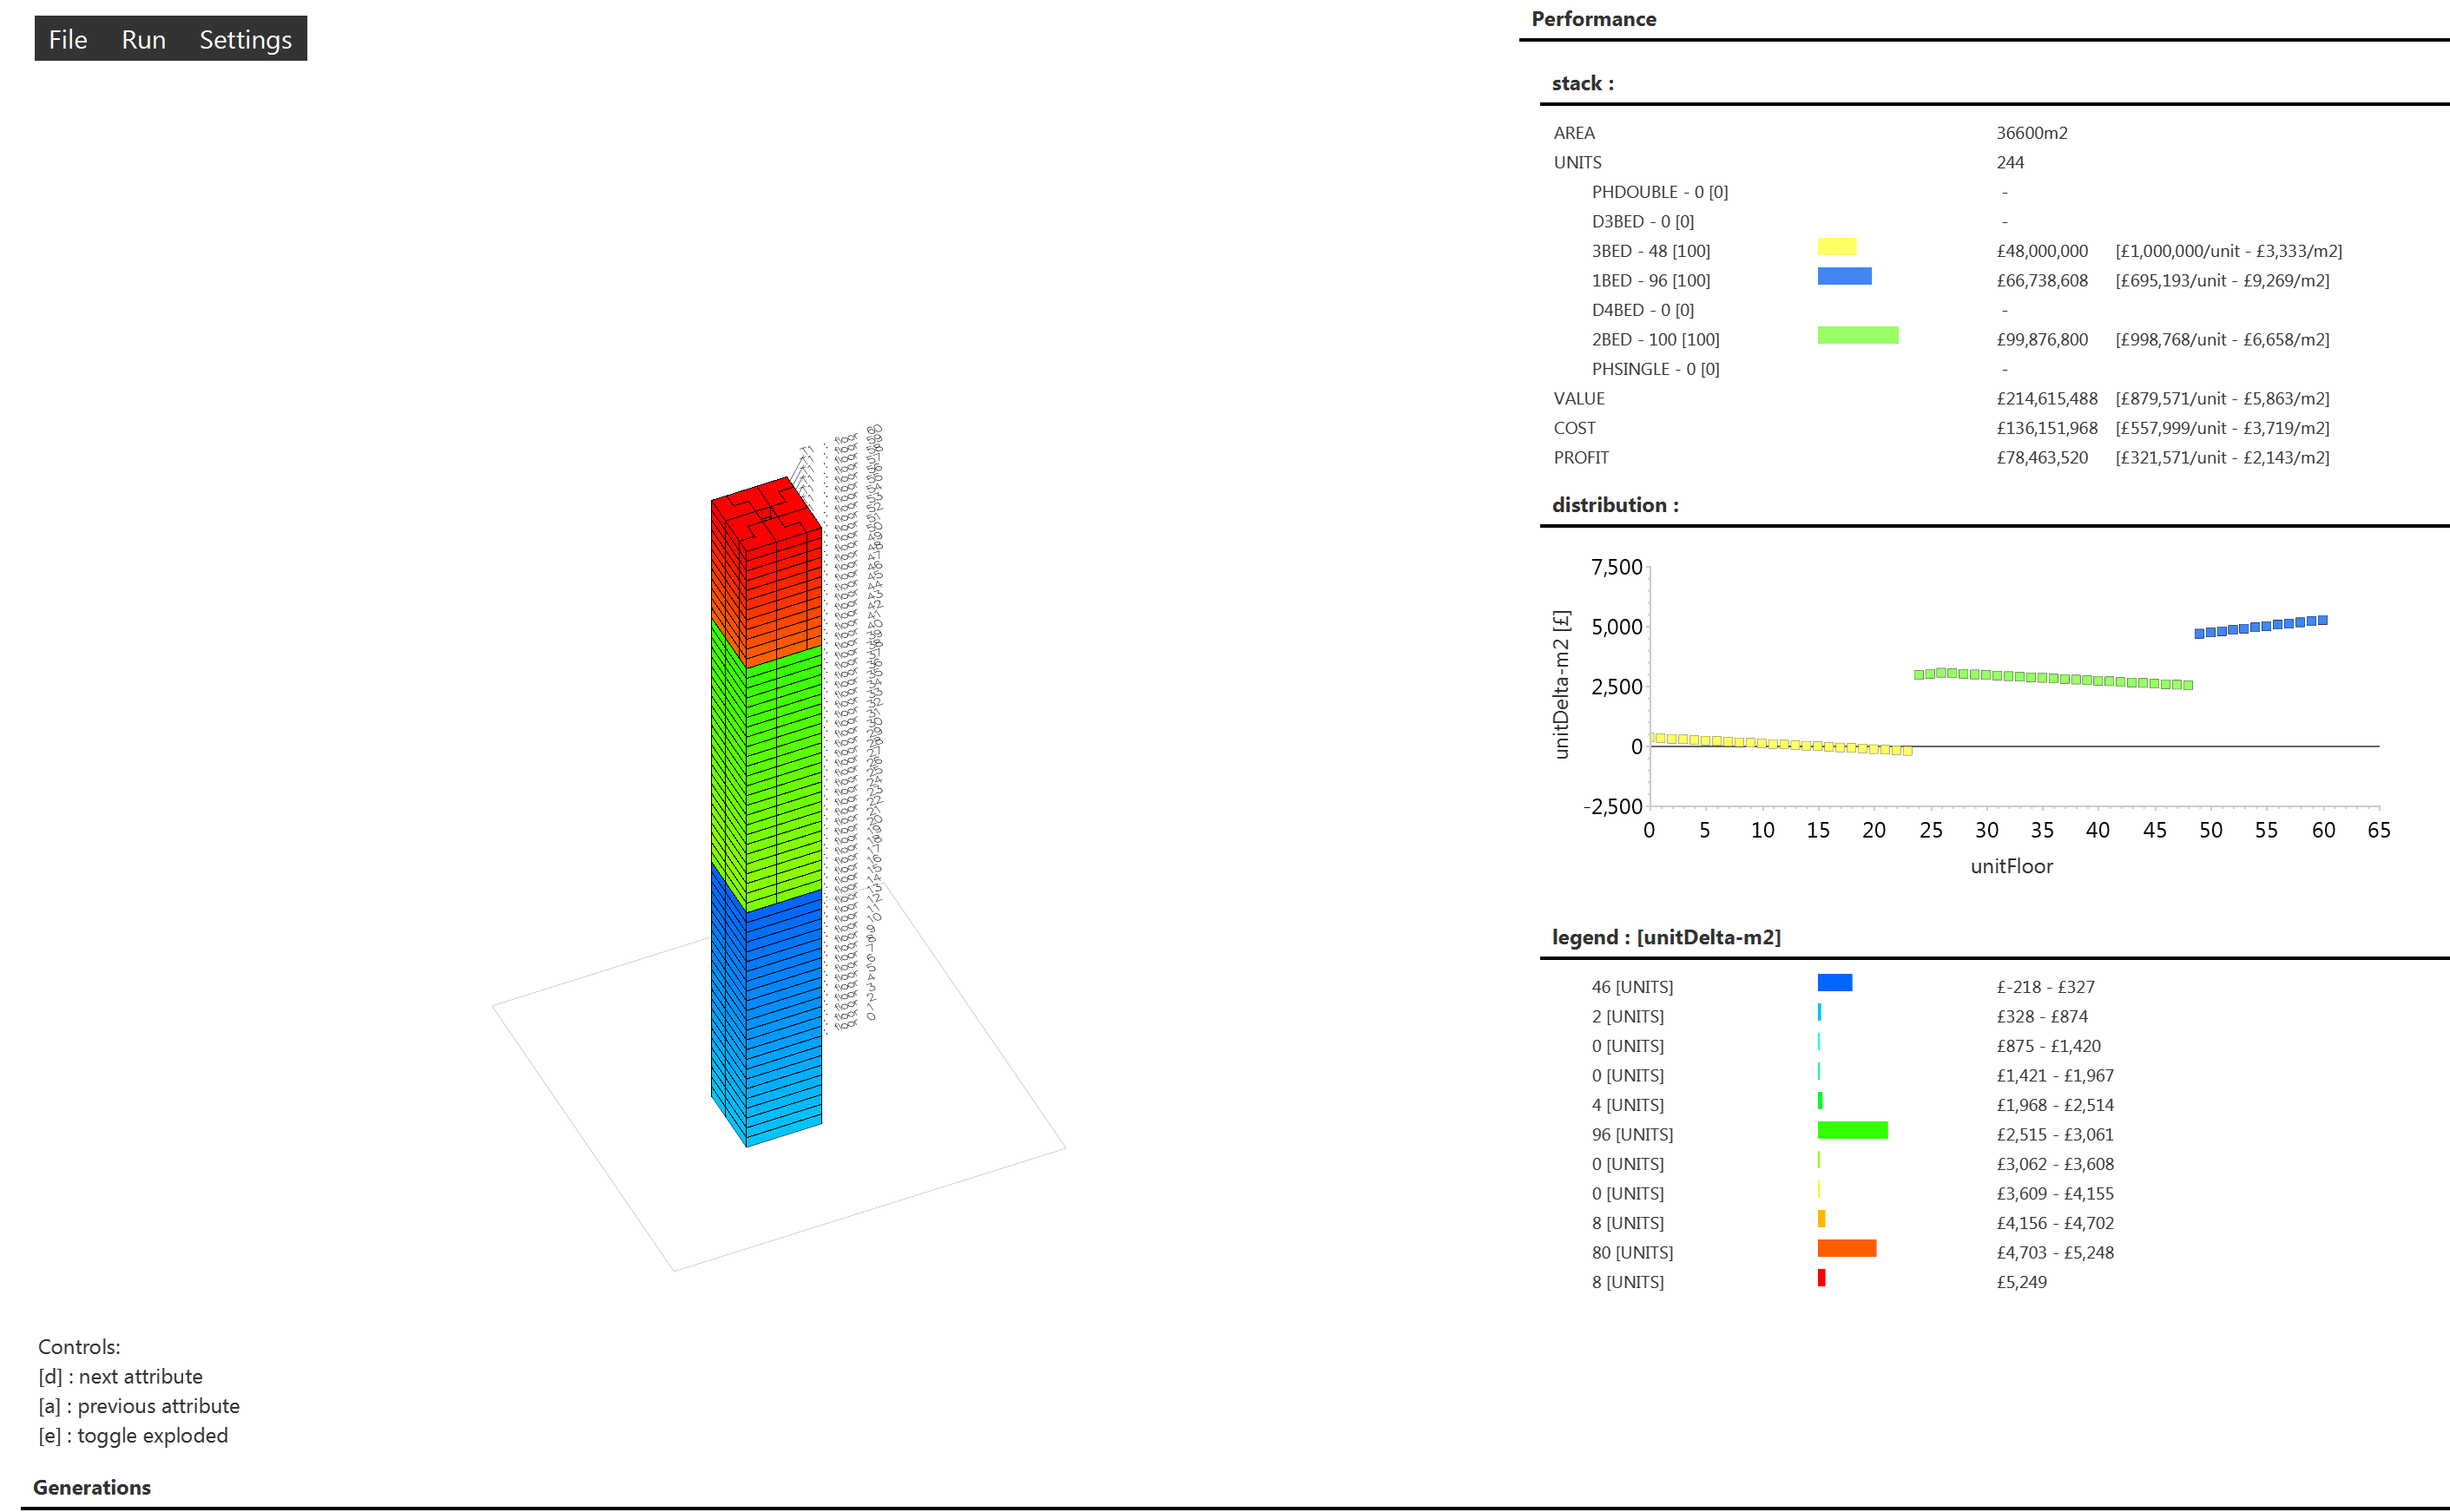 File Run Settings
Performance
stack :
AREA 36600m2
UNITS 244
PHDOUBLE - 0 [0] -
D3BED - 0 [0] -
3BED - 48 [100] £48,000,000 [£1,000,000/unit - £3,333/m2]
1BED - 96 [100] £66,738,608 [£695,193/unit - £9,269/m2]
D4BED - 0 [0] -
2BED - 100 [100] £99,876,800 [£998,768/unit - £6,658/m2]
PHSINGLE - 0 [0] -
VALUE £214,615,488 [£879,571/unit - £5,863/m2]
COST £136,151,968 [£557,999/unit - £3,719/m2]
PROFIT £78,463,520 [£321,571/unit - £2,143/m2]
distribution :
7,500
5,000
2,500
0
-2,500
unitDelta-m2 [£]
0 5 10 15 20 25 30 35 40 45 50 55 60 65
unitFloor
legend : [unitDelta-m2]
46 [UNITS] £-218 - £327
2 [UNITS] £328 - £874
0 [UNITS] £875 - £1,420
0 [UNITS] £1,421 - £1,967
4 [UNITS] £1,968 - £2,514
96 [UNITS] £2,515 - £3,061
0 [UNITS] £3,062 - £3,608
0 [UNITS] £3,609 - £4,155
8 [UNITS] £4,156 - £4,702
80 [UNITS] £4,703 - £5,248
8 [UNITS] £5,249
Controls:
[d] : next attribute
[a] : previous attribute
[e] : toggle exploded
Generations